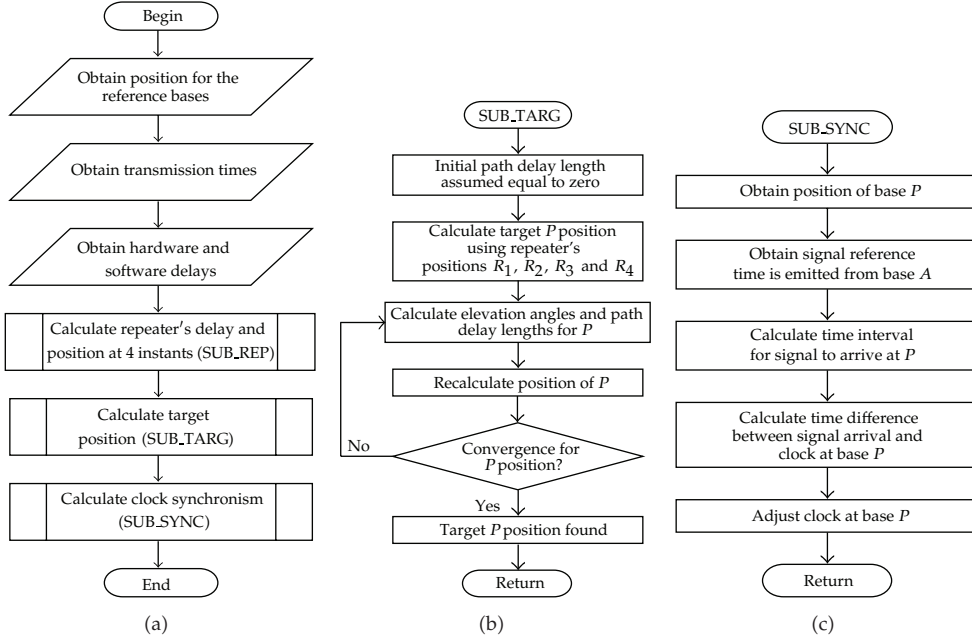 Begin
Obtain position for the
reference bases
Obtain transmission times
Obtain hardware and
software delays
Calculate repeater's delay and
position at 4 instants (SUB_REP)
Calculate target
position (SUB_TARG)
Calculate clock synchronism
(SUB_SYNC)
End
(a)
SUB_TARG
Initial path delay length
assumed equal to zero
Calculate target P position
using repeater's
positions R₁, R₂, R₃ and R₄
Calculate elevation angles and path
delay lengths for P
Recalculate position of P
No
Convergence for
P position?
Yes
Target P position found
Return
(b)
SUB_SYNC
Obtain position of base P
Obtain signal reference
time is emitted from base A
Calculate time interval
for signal to arrive at P
Calculate time difference
between signal arrival and
clock at base P
Adjust clock at base P
Return
(c)